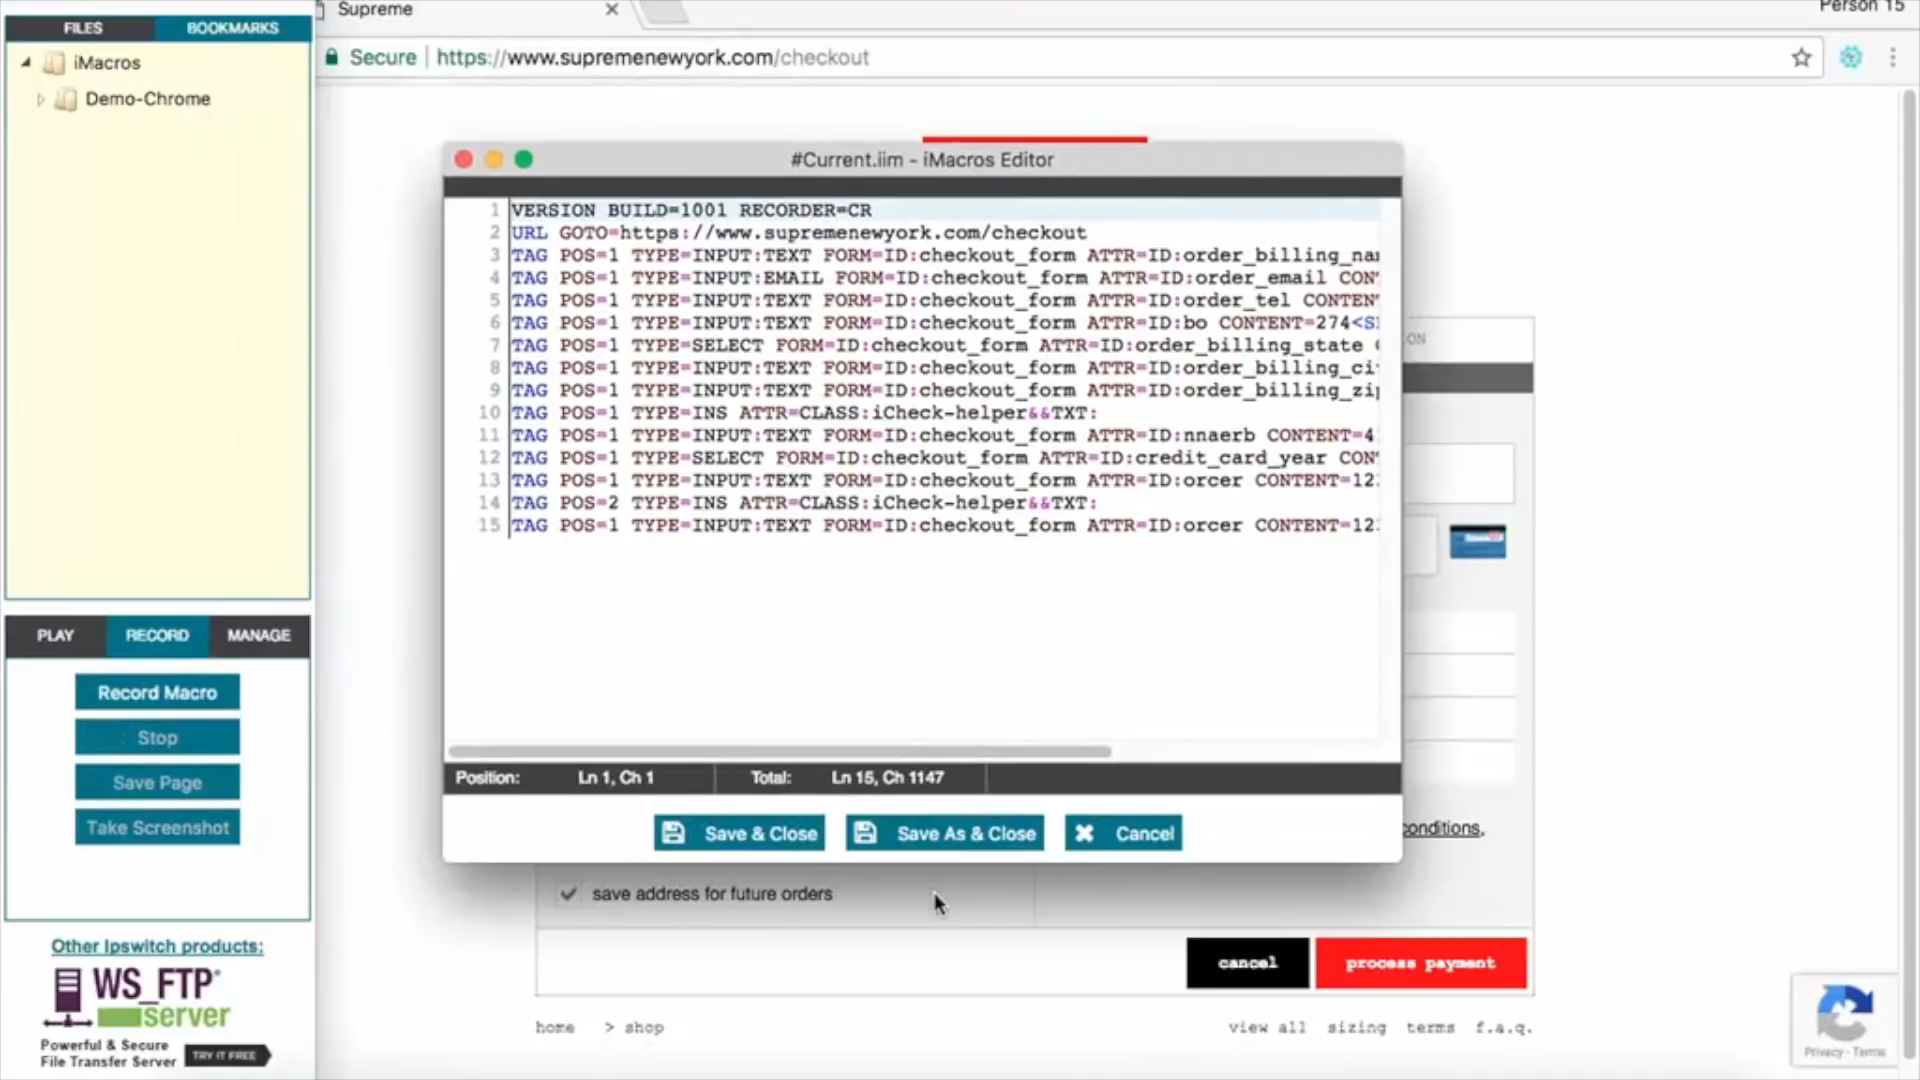 FILES
BOOKMARKS
iMacros
Demo-Chrome
Supreme
Person 15
Secure
https://www.supremenewyork.com/checkout
#Current.iim - iMacros Editor
1 VERSION BUILD=1001 RECORDER=CR
2 URL GOTO=https://www.supremenewyork.com/checkout
3 TAG POS=1 TYPE=INPUT:TEXT FORM=ID:checkout_form ATTR=ID:order_billing_na
4 TAG POS=1 TYPE=INPUT:EMAIL FORM=ID:checkout_form ATTR=ID:order_email CON
5 TAG POS=1 TYPE=INPUT:TEXT FORM=ID:checkout_form ATTR=ID:order_tel CONTENT
6 TAG POS=1 TYPE=INPUT:TEXT FORM=ID:checkout_form ATTR=ID:bo CONTENT=274<S
7 TAG POS=1 TYPE=SELECT FORM=ID:checkout_form ATTR=ID:order_billing_state
8 TAG POS=1 TYPE=INPUT:TEXT FORM=ID:checkout_form ATTR=ID:order_billing_ci
9 TAG POS=1 TYPE=INPUT:TEXT FORM=ID:checkout_form ATTR=ID:order_billing_zi
10 TAG POS=1 TYPE=INS ATTR=CLASS:iCheck-helper&&TXT:
11 TAG POS=1 TYPE=INPUT:TEXT FORM=ID:checkout_form ATTR=ID:nnaerb CONTENT=4
12 TAG POS=1 TYPE=SELECT FORM=ID:checkout_form ATTR=ID:credit_card_year CON
13 TAG POS=1 TYPE=INPUT:TEXT FORM=ID:checkout_form ATTR=ID:orcer CONTENT=12
14 TAG POS=2 TYPE=INS ATTR=CLASS:iCheck-helper&&TXT:
15 TAG POS=1 TYPE=INPUT:TEXT FORM=ID:checkout_form ATTR=ID:orcer CONTENT=12
ON
Position: Ln 1, Ch 1 Total: Ln 15, Ch 1147
Save & Close
Save As & Close
Cancel
conditions.
save address for future orders
cancel
process payment
home > shop
view all sizing terms f.a.q.
Privacy - Terms
PLAY
RECORD
MANAGE
Record Macro
Stop
Save Page
Take Screenshot
Other Ipswitch products:
WS_FTP
server
Powerful & Secure
File Transfer Server
TRY IT FREE